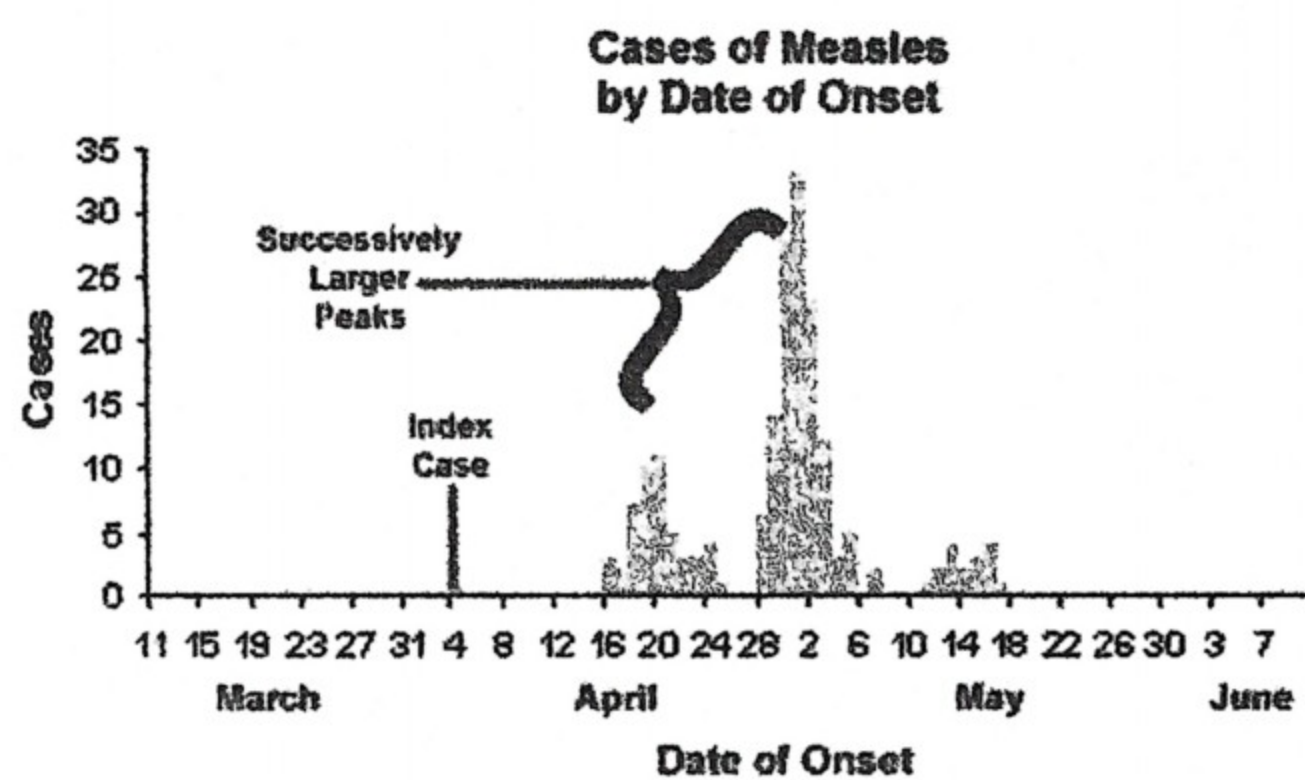 Cases of Measles
by Date of Onset
35
30
25
20
15
10
5
0
Cases
Successively
Larger
Peaks
Index
Case
11 15 19 23 27 31 4 8 12 16 20 24 28 2 6 10 14 18 22 26 30 3 7
March April May June
Date of Onset